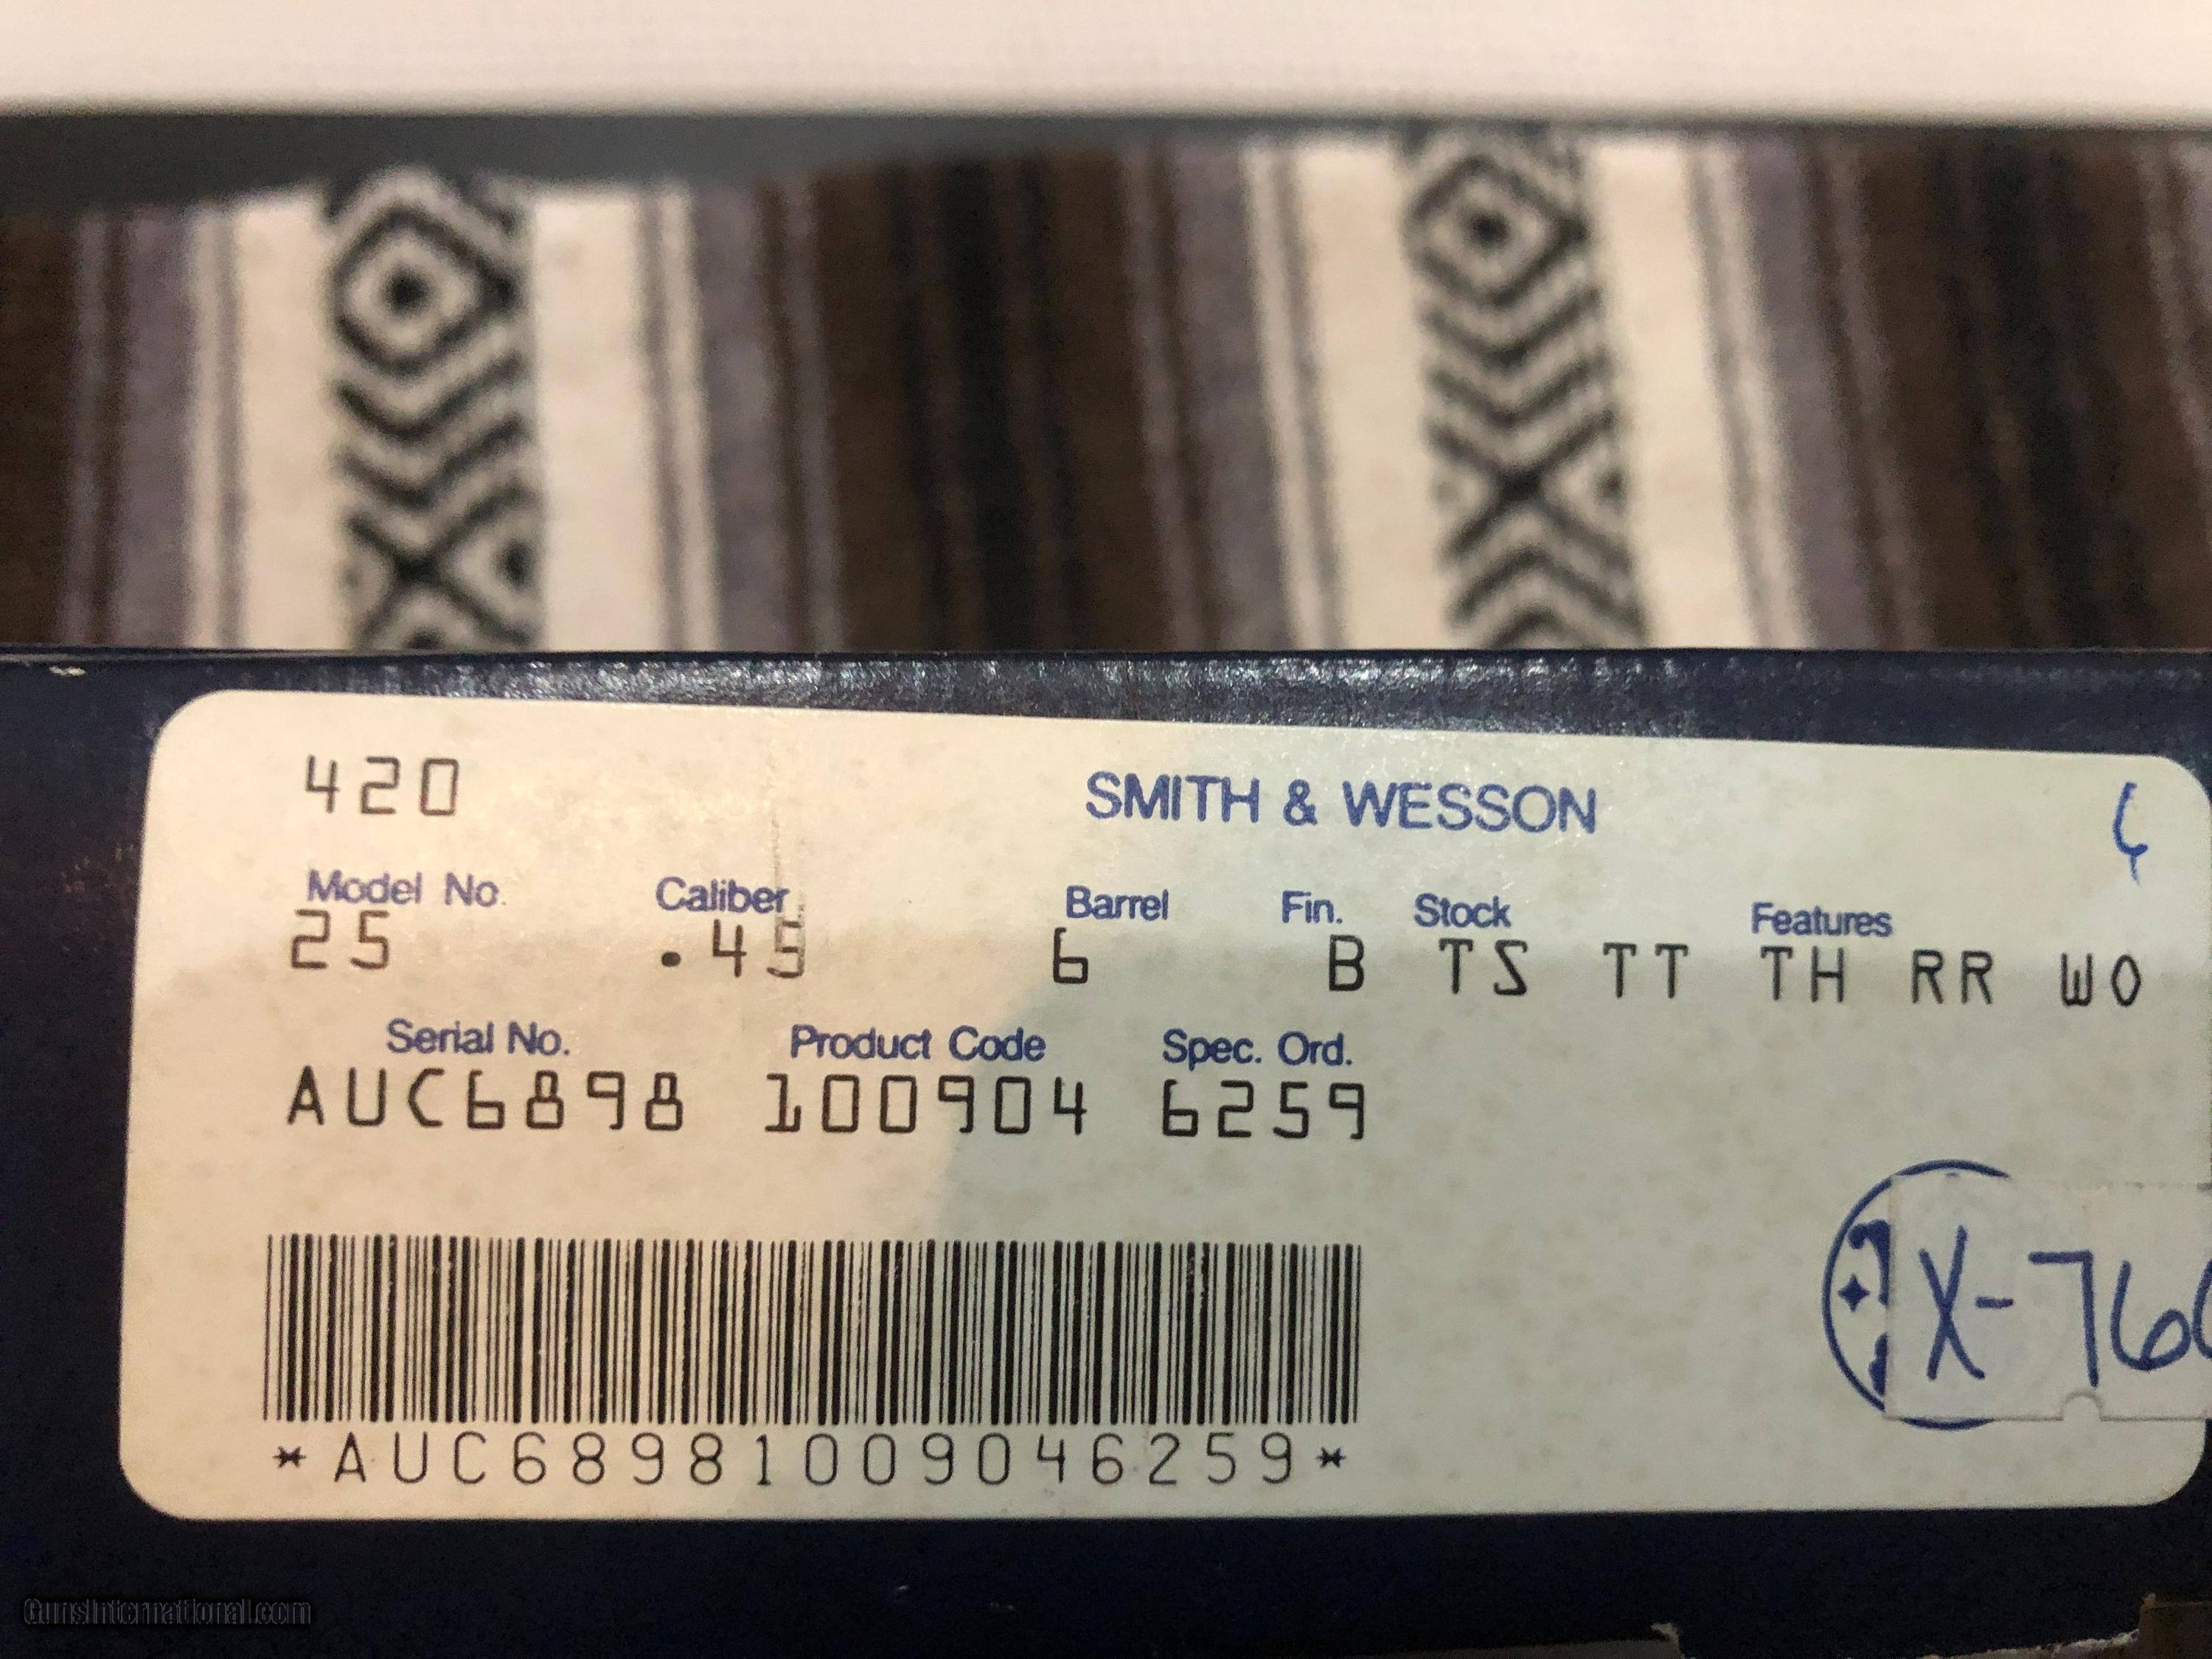 420 SMITH & WESSON
Model No. Caliber Barrel Fin. Stock Features
25 .45 6 B TS TT TH RR WO
Serial No. Product Code Spec. Ord.
AUC6898 100904 6259
X-76
*AUC68981009046259*
GunsInternational.com